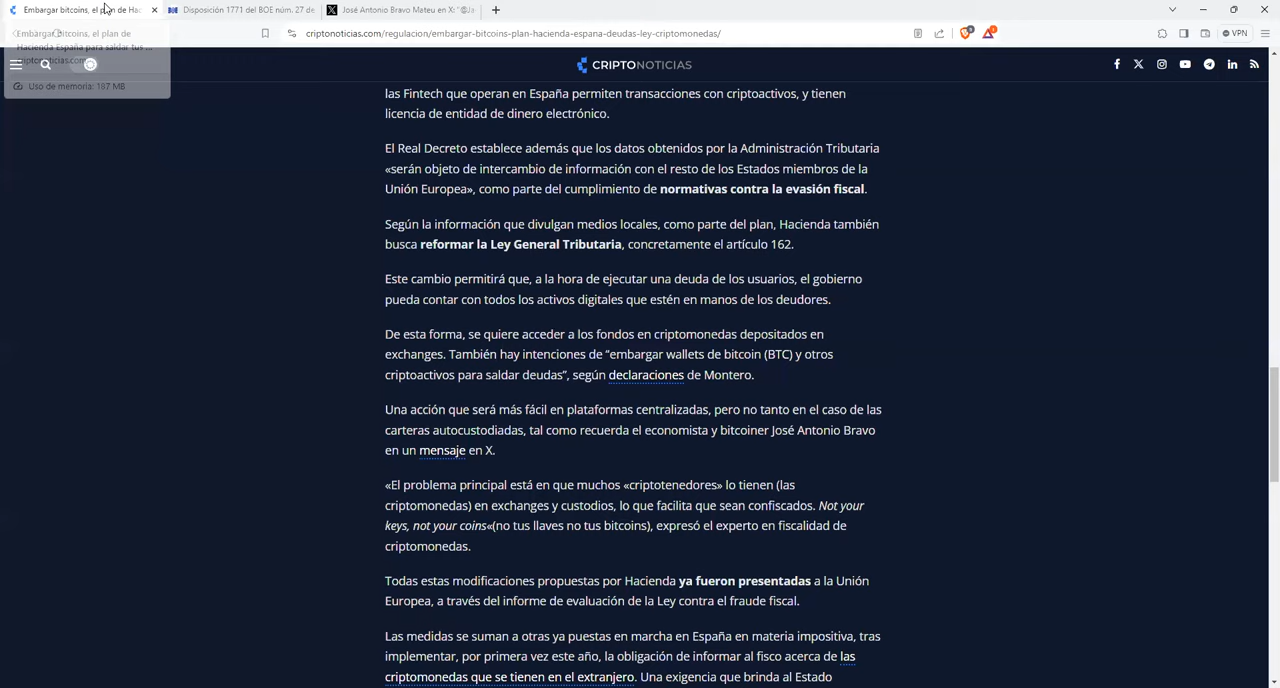 Embargar bitcoins, el plan de Hac
Disposición 1771 del BOE núm. 27 de
José Antonio Bravo Mateu en X: "@Ja
Embargar bitcoins, el plan de
Hacienda España para saldar tus ...
criptonoticias.com
Uso de memoria: 187 MB
criptonoticias.com/regulacion/embargar-bitcoins-plan-hacienda-espana-deudas-ley-criptomonedas/
VPN
CRIPTONOTICIAS
las Fintech que operan en España permiten transacciones con criptoactivos, y tienen
licencia de entidad de dinero electrónico.
El Real Decreto establece además que los datos obtenidos por la Administración Tributaria
«serán objeto de intercambio de información con el resto de los Estados miembros de la
Unión Europea», como parte del cumplimiento de normativas contra la evasión fiscal.
Según la información que divulgan medios locales, como parte del plan, Hacienda también
busca reformar la Ley General Tributaria, concretamente el artículo 162.
Este cambio permitirá que, a la hora de ejecutar una deuda de los usuarios, el gobierno
pueda contar con todos los activos digitales que estén en manos de los deudores.
De esta forma, se quiere acceder a los fondos en criptomonedas depositados en
exchanges. También hay intenciones de “embargar wallets de bitcoin (BTC) y otros
criptoactivos para saldar deudas”, según declaraciones de Montero.
Una acción que será más fácil en plataformas centralizadas, pero no tanto en el caso de las
carteras autocustodiadas, tal como recuerda el economista y bitcoiner José Antonio Bravo
en un mensaje en X.
«El problema principal está en que muchos «criptotenedores» lo tienen (las
criptomonedas) en exchanges y custodios, lo que facilita que sean confiscados. Not your
keys, not your coins«(no tus llaves no tus bitcoins), expresó el experto en fiscalidad de
criptomonedas.
Todas estas modificaciones propuestas por Hacienda ya fueron presentadas a la Unión
Europea, a través del informe de evaluación de la Ley contra el fraude fiscal.
Las medidas se suman a otras ya puestas en marcha en España en materia impositiva, tras
implementar, por primera vez este año, la obligación de informar al fisco acerca de las
criptomonedas que se tienen en el extranjero. Una exigencia que brinda al Estado